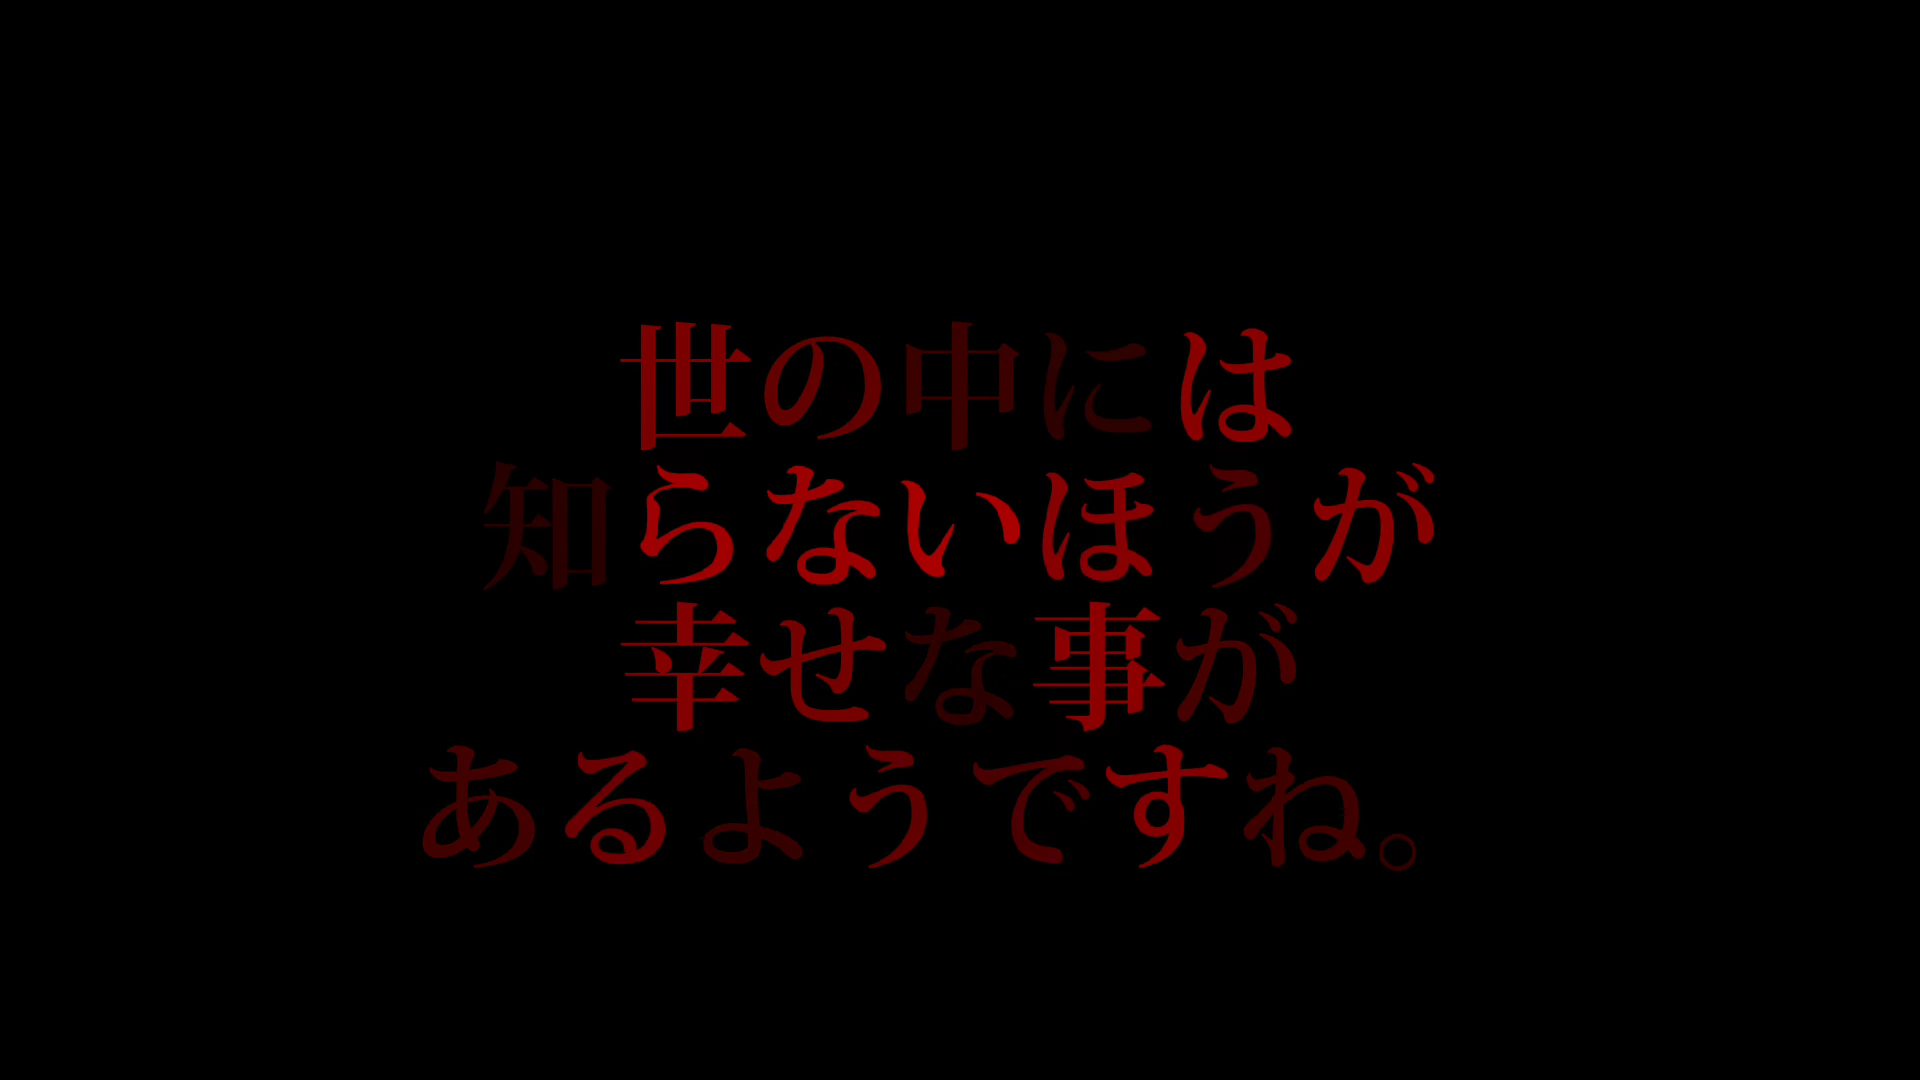 世の中には
知らないほうが
幸せな事が
あるようですね。